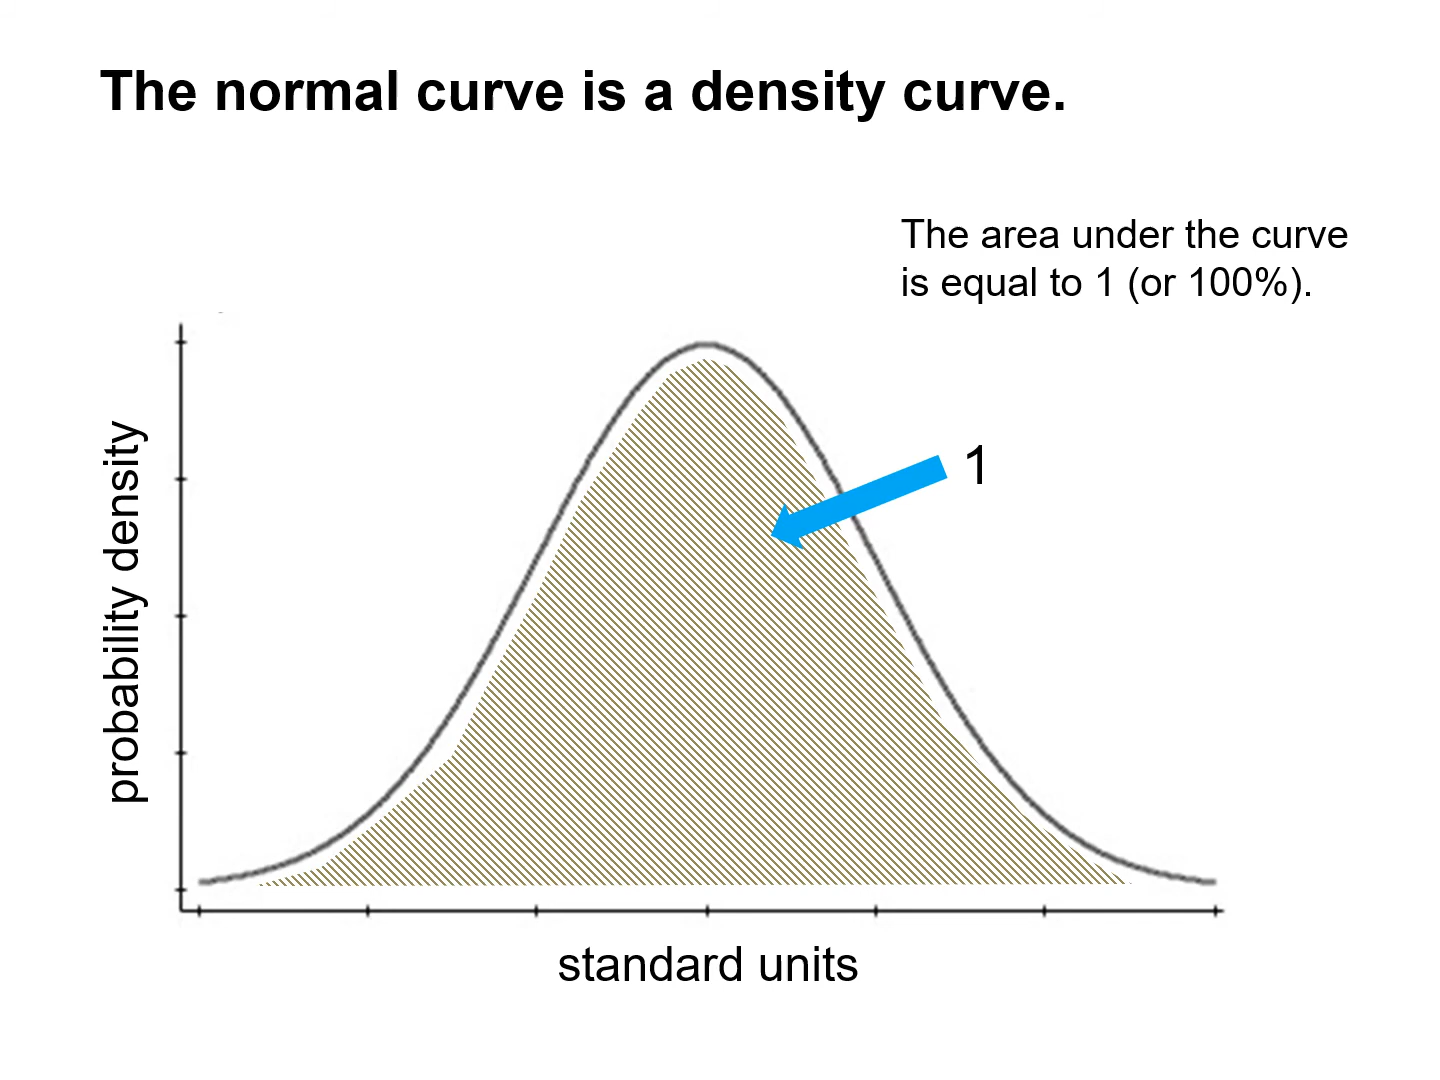 The normal curve is a density curve.
The area under the curve
is equal to 1 (or 100%).
1
probability density
standard units